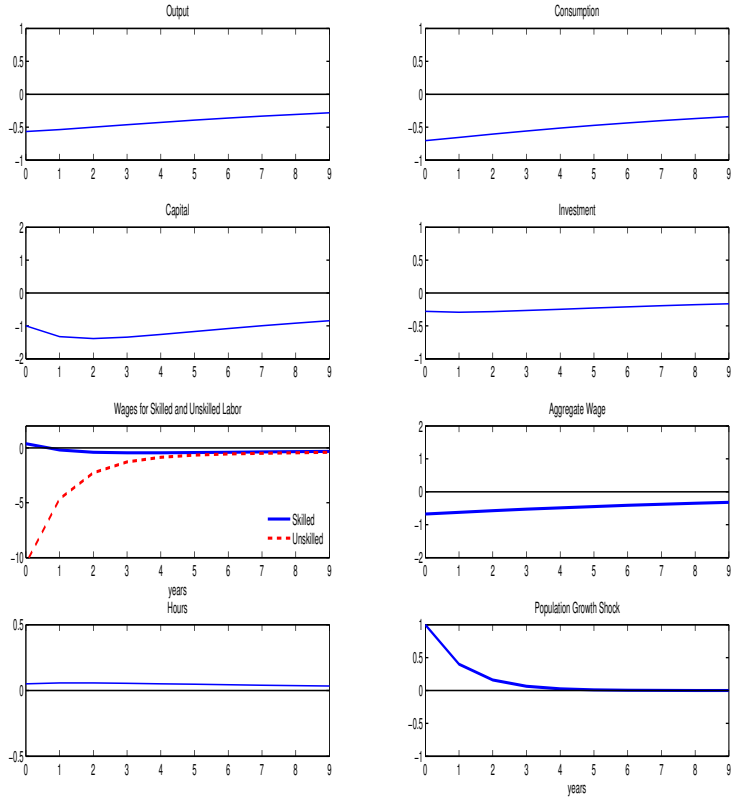 Output
1
0.5
0
−0.5
−1
0 1 2 3 4 5 6 7 8 9
Consumption
1
0.5
0
−0.5
−1
0 1 2 3 4 5 6 7 8 9
Capital
2
1
0
−1
−2
0 1 2 3 4 5 6 7 8 9
Investment
1
0.5
0
−0.5
−1
0 1 2 3 4 5 6 7 8 9
Wages for Skilled and Unskilled Labor
0
−5
−10
Skilled
Unskilled
0 1 2 3 4 5 6 7 8 9
years
Aggregate Wage
2
1
0
−1
−2
0 1 2 3 4 5 6 7 8 9
Hours
0.5
0
−0.5
0 1 2 3 4 5 6 7 8 9
Population Growth Shock
1
0.5
0
−0.5
−1
0 1 2 3 4 5 6 7 8 9
years